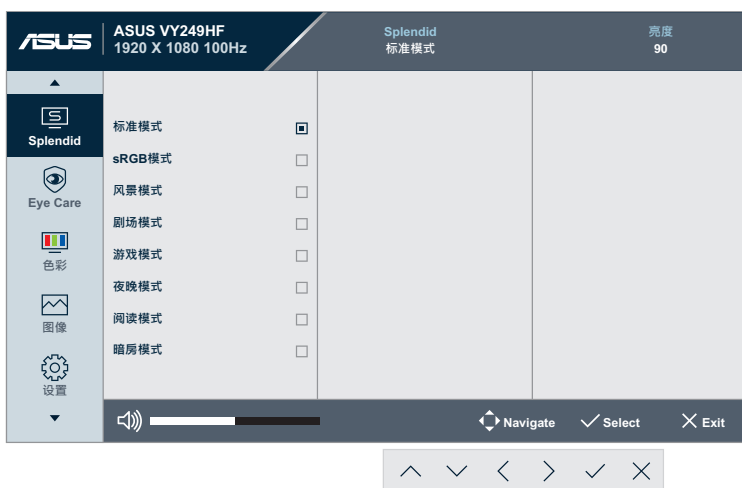 ASUS
ASUS VY249HF
1920 X 1080 100Hz
Splendid
标准模式
亮度
90
Splendid
Eye Care
色彩
图像
设置
标准模式
sRGB模式
风景模式
剧场模式
游戏模式
夜晚模式
阅读模式
暗房模式
Navigate
Select
Exit